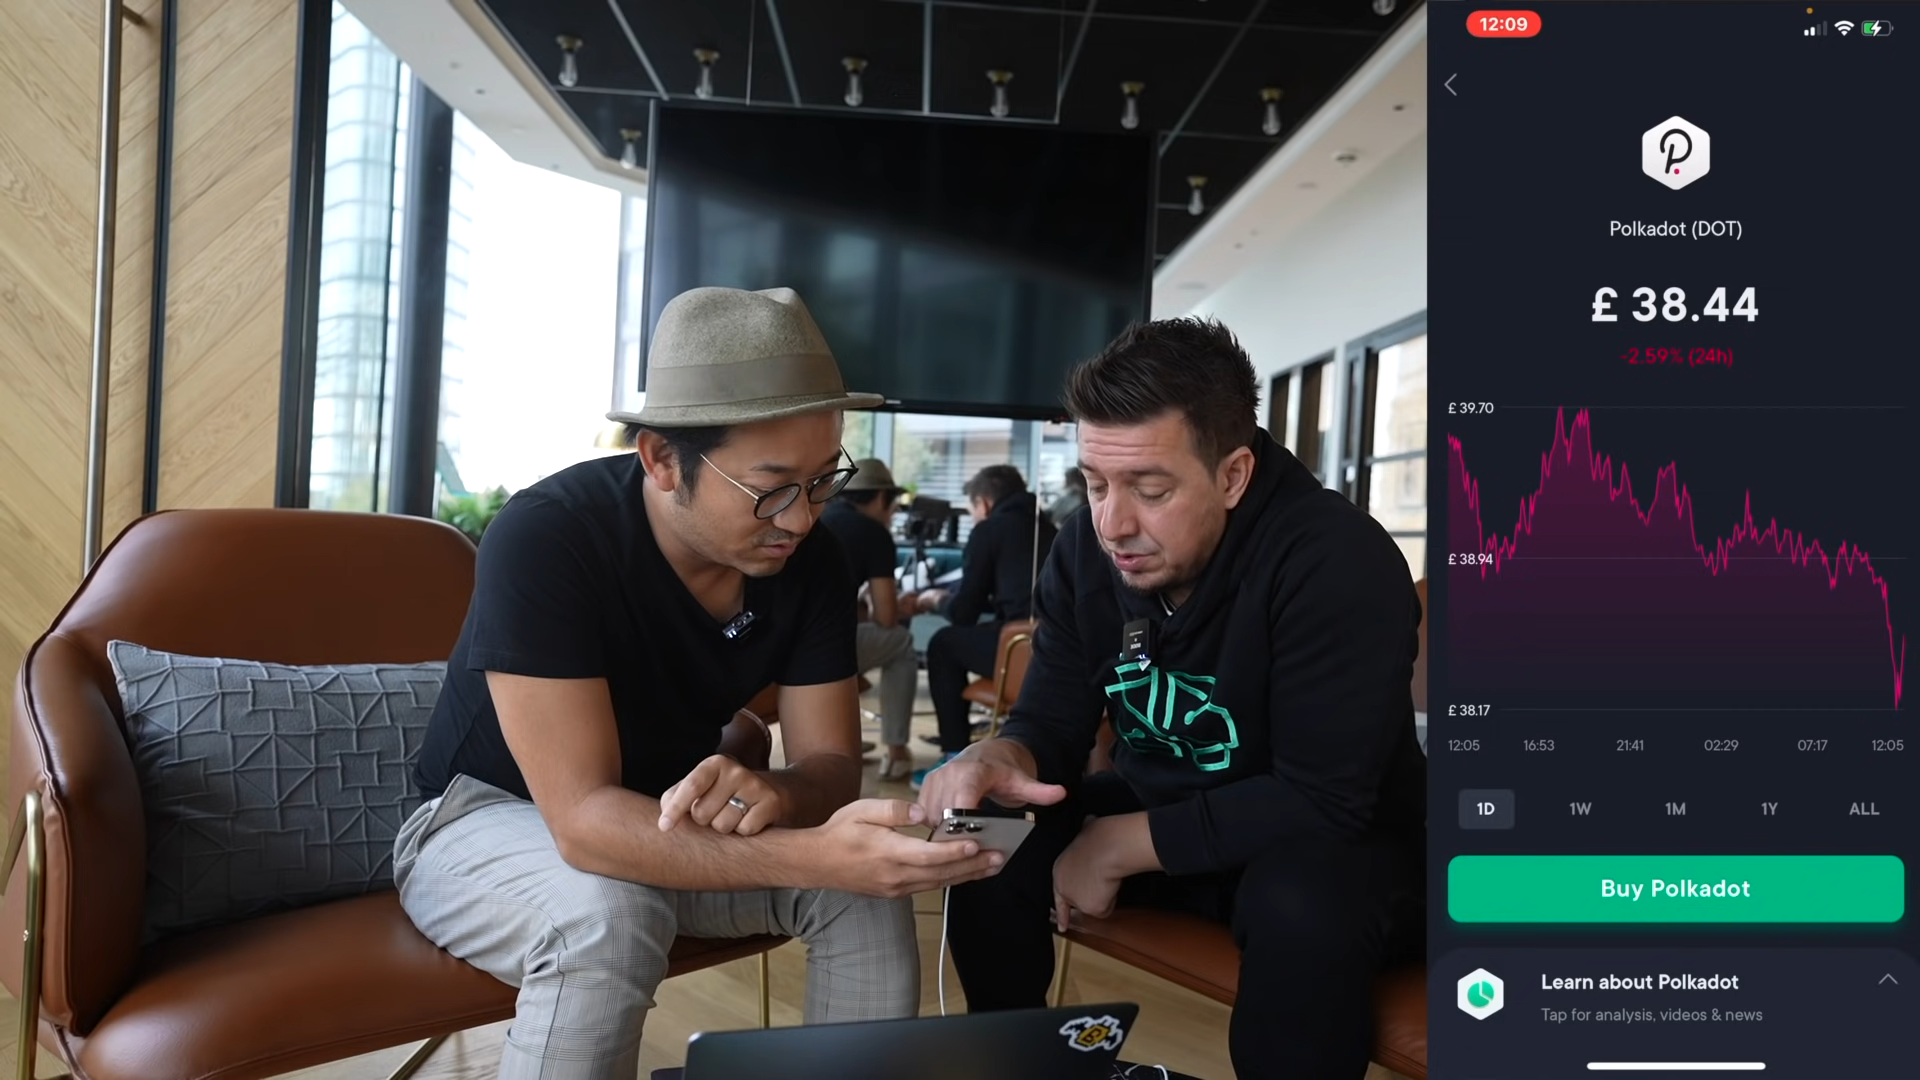 12:09
Polkadot (DOT)
£ 38.44
-2.59% (24h)
£ 39.70
£ 38.94
£ 38.17
12:05 16:53 21:41 02:29 07:17 12:05
1D 1W 1M 1Y ALL
Buy Polkadot
Learn about Polkadot
Tap for analysis, videos & news